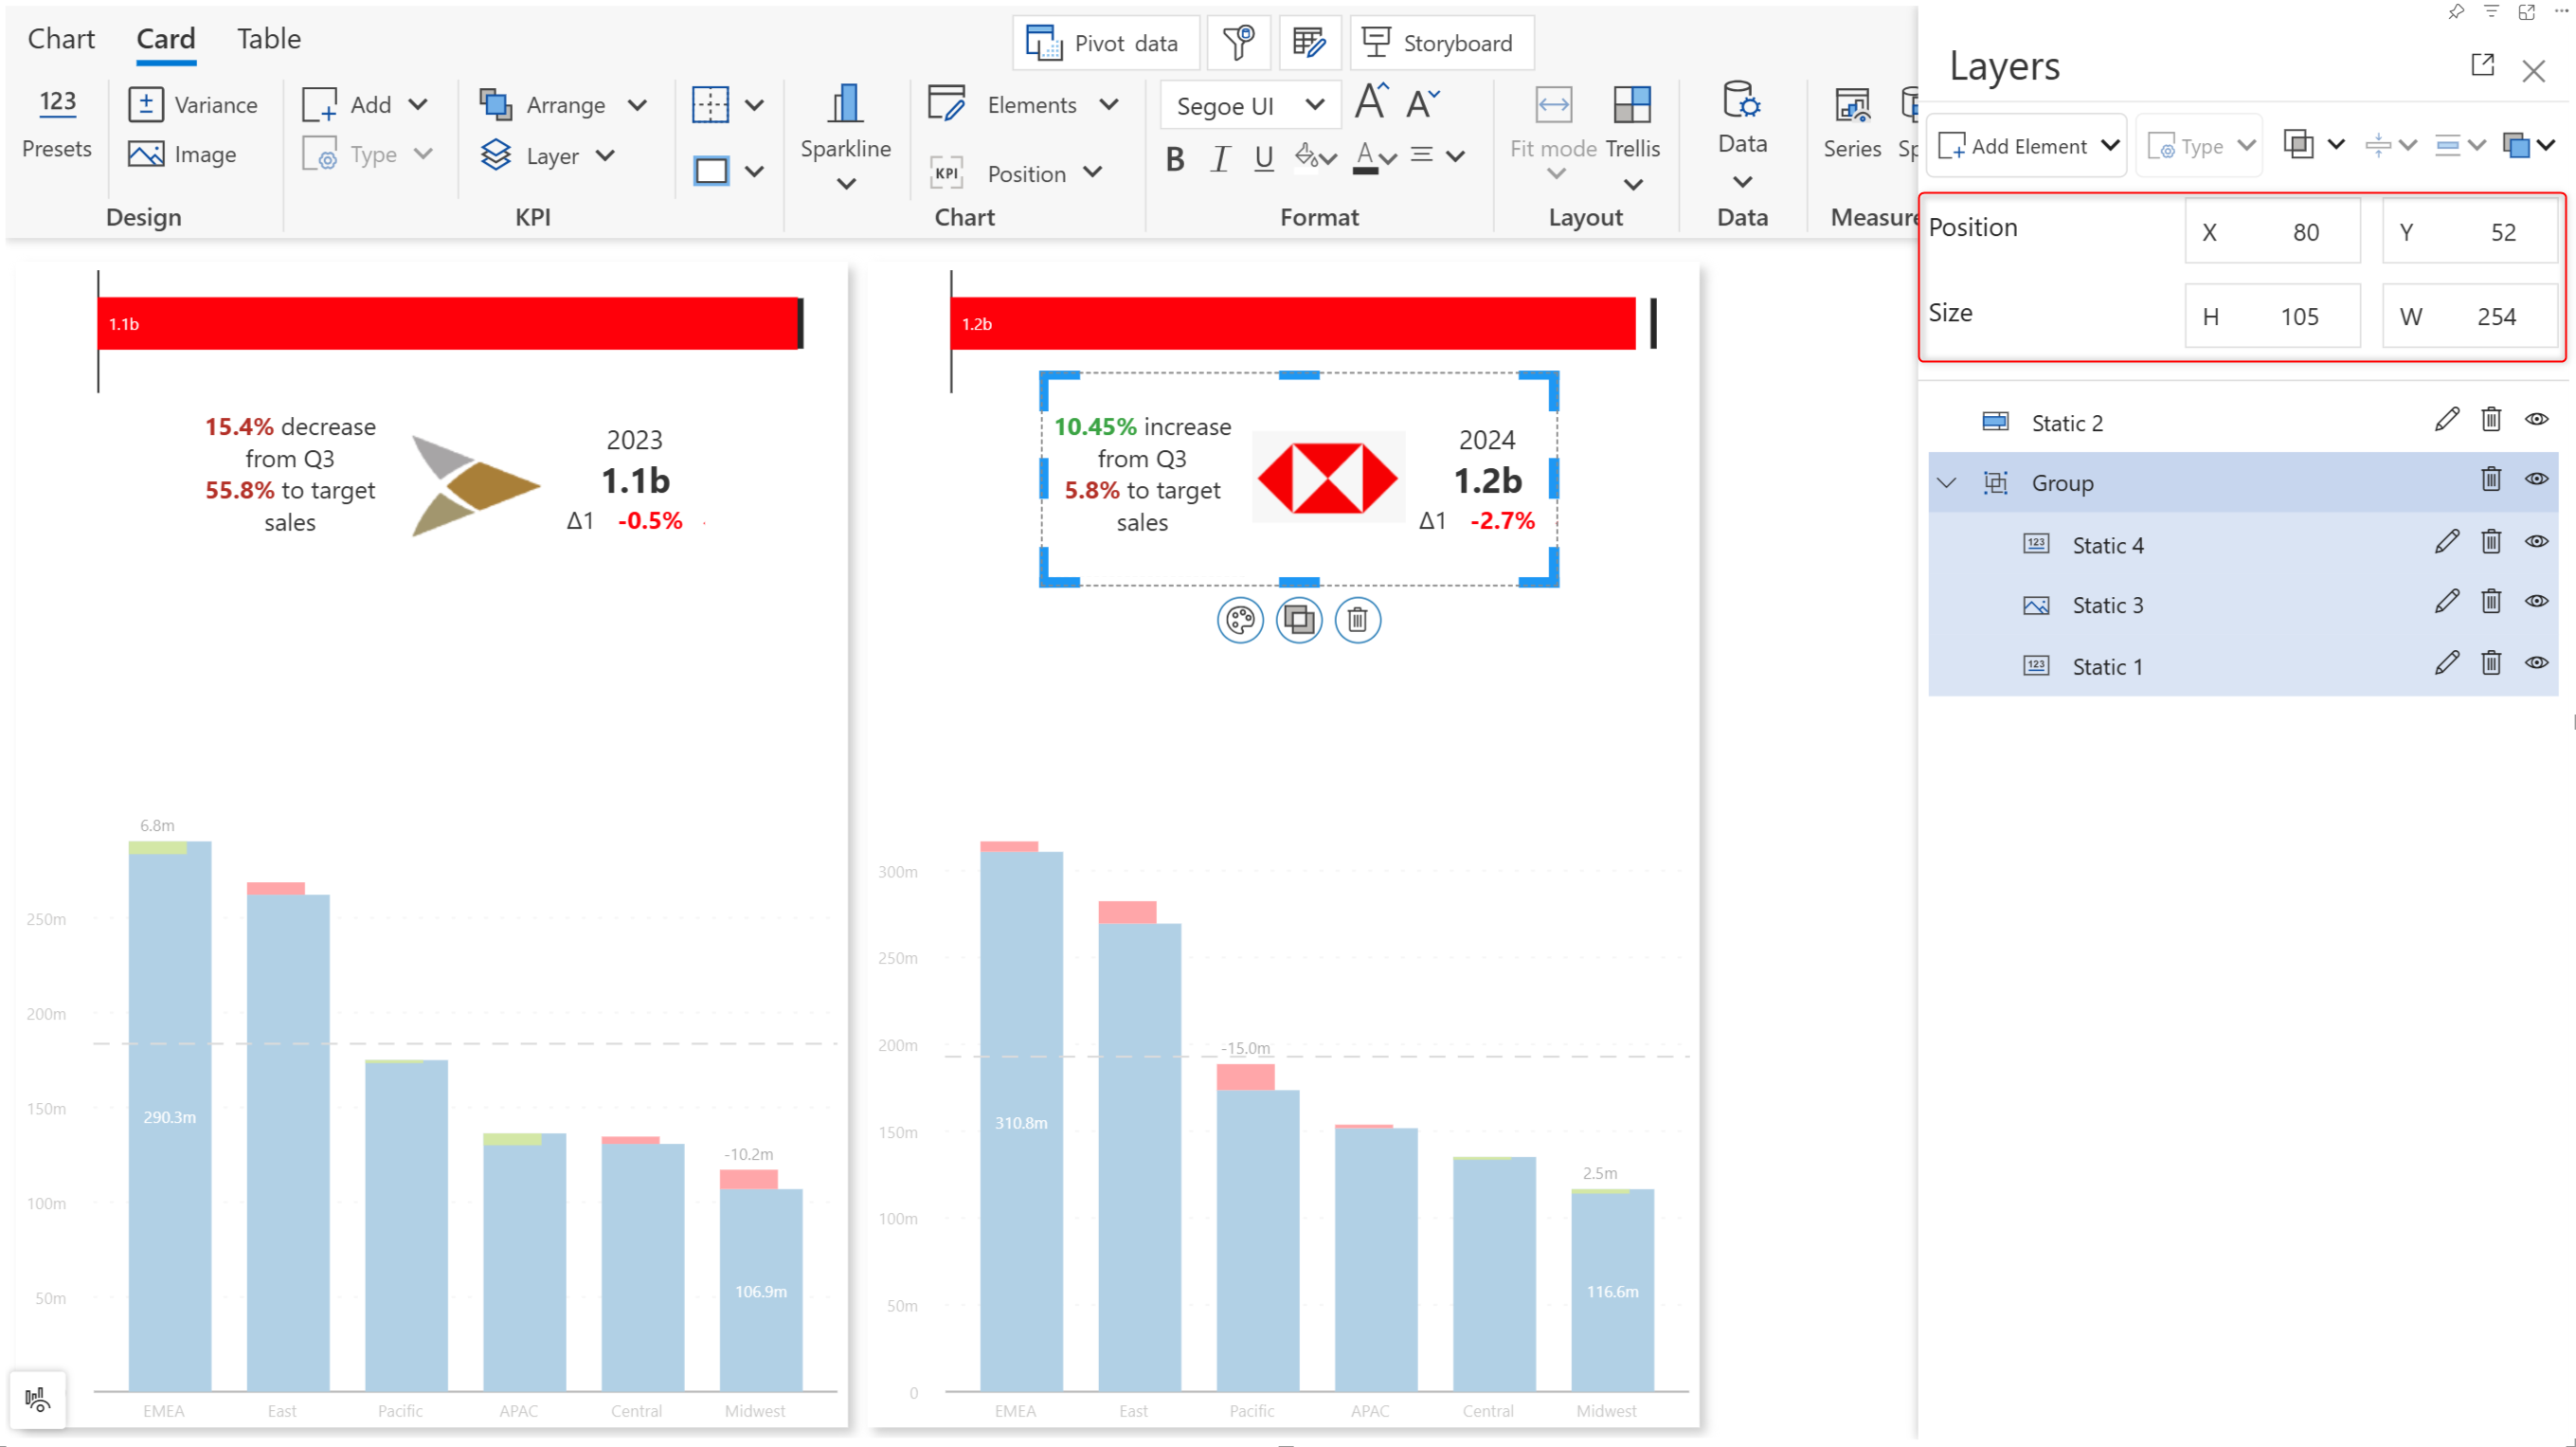 Chart Card Table
Pivot data Storyboard
123
Presets
Variance
Image
Design
Add
Type
Arrange
Layer
KPI
Sparkline
Elements
KPI Position
Chart
Segoe UI
A A
B I U A
Format
Fit mode Trellis
Layout
Data
Data
Series Sp
Measure
Layers
Add Element Type
Position X 80 Y 52
Size H 105 W 254
Static 2
Group
123 Static 4
Static 3
123 Static 1
1.1b
15.4% decrease
from Q3
55.8% to target
sales
2023
1.1b
Δ1 -0.5%
6.8m
250m
200m
150m
100m
50m
290.3m
-10.2m
106.9m
EMEA East Pacific APAC Central Midwest
1.2b
10.45% increase
from Q3
5.8% to target
sales
2024
1.2b
Δ1 -2.7%
300m
250m
200m
150m
100m
50m
0
310.8m
-15.0m
2.5m
116.6m
EMEA East Pacific APAC Central Midwest